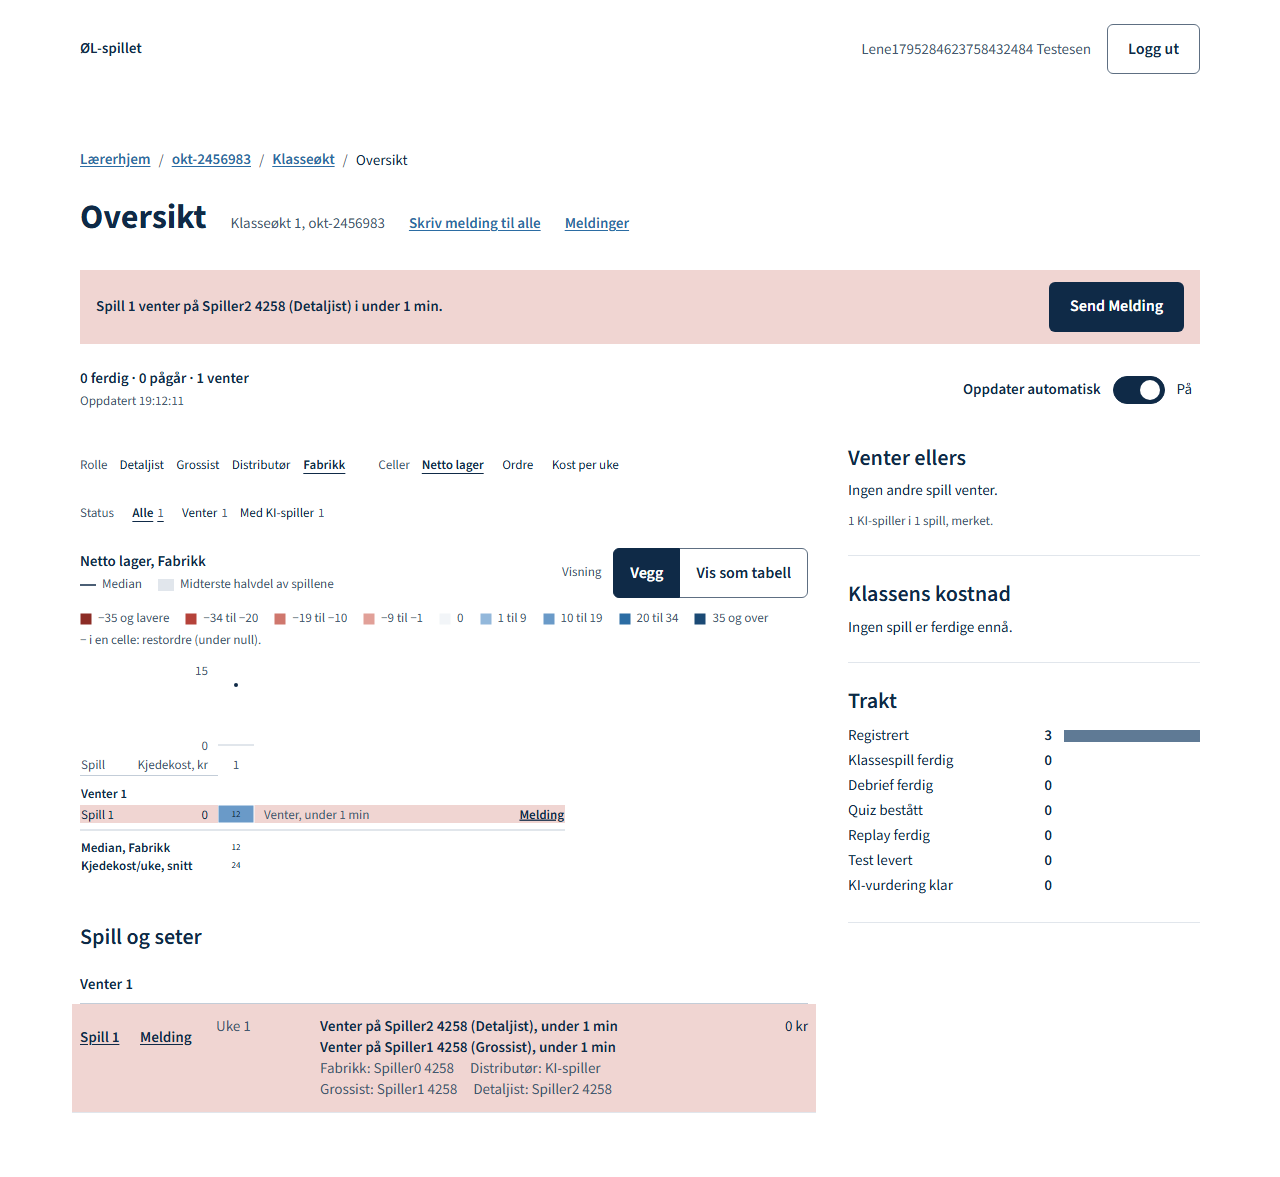 ØL-spillet
Lene1795284623758432484 Testesen
Logg ut
Lærerhjem / okt-2456983 / Klasseøkt / Oversikt
Oversikt Klasseøkt 1, okt-2456983 Skriv melding til alle Meldinger
Spill 1 venter på Spiller2 4258 (Detaljist) i under 1 min.
Send Melding
0 ferdig · 0 pågår · 1 venter
Oppdatert 19:12:11
Oppdater automatisk På
Rolle Detaljist Grossist Distributør Fabrikk Celler Netto lager Ordre Kost per uke
Status Alle 1 Venter 1 Med KI-spiller 1
Netto lager, Fabrikk
Median Midterste halvdel av spillene
Visning Vegg Vis som tabell
−35 og lavere −34 til −20 −19 til −10 −9 til −1 0 1 til 9 10 til 19 20 til 34 35 og over
− i en celle: restordre (under null).
15
0
Spill Kjedekost, kr 1
Venter 1
Spill 1 0 12 Venter, under 1 min Melding
Median, Fabrikk 12
Kjedekost/uke, snitt 24
Spill og seter
Venter 1
Spill 1 Melding Uke 1 Venter på Spiller2 4258 (Detaljist), under 1 min 0 kr
Venter på Spiller1 4258 (Grossist), under 1 min
Fabrikk: Spiller0 4258 Distributør: KI-spiller
Grossist: Spiller1 4258 Detaljist: Spiller2 4258
Venter ellers
Ingen andre spill venter.
1 KI-spiller i 1 spill, merket.
Klassens kostnad
Ingen spill er ferdige ennå.
Trakt
Registrert 3
Klassespill ferdig 0
Debrief ferdig 0
Quiz bestått 0
Replay ferdig 0
Test levert 0
KI-vurdering klar 0